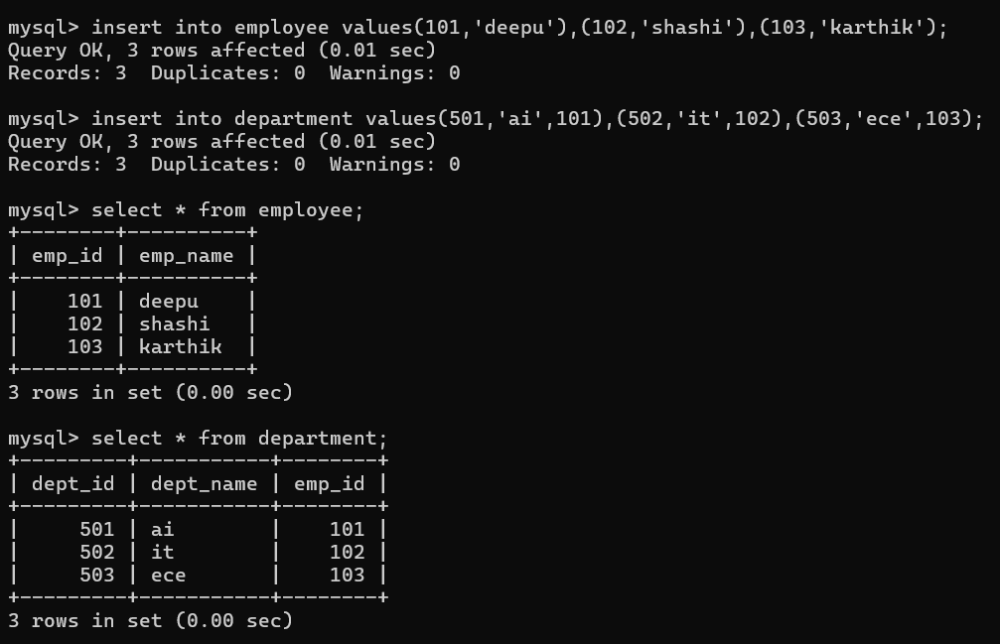 mysql> insert into employee values(101,'deepu'),(102,'shashi'),(103,'karthik');
Query OK, 3 rows affected (0.01 sec)
Records: 3  Duplicates: 0  Warnings: 0

mysql> insert into department values(501,'ai',101),(502,'it',102),(503,'ece',103);
Query OK, 3 rows affected (0.01 sec)
Records: 3  Duplicates: 0  Warnings: 0

mysql> select * from employee;
+--------+----------+
| emp_id | emp_name |
+--------+----------+
|    101 | deepu    |
|    102 | shashi   |
|    103 | karthik  |
+--------+----------+
3 rows in set (0.00 sec)

mysql> select * from department;
+---------+-----------+--------+
| dept_id | dept_name | emp_id |
+---------+-----------+--------+
|     501 | ai        |    101 |
|     502 | it        |    102 |
|     503 | ece       |    103 |
+---------+-----------+--------+
3 rows in set (0.00 sec)